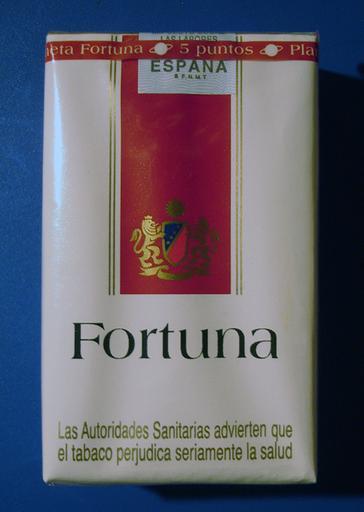 LAS LABORES
neta Fortuna 5 puntos Pla
ESPAÑA
Fortuna
Las Autoridades Sanitarias advierten que
el tabaco perjudica seriamente la salud